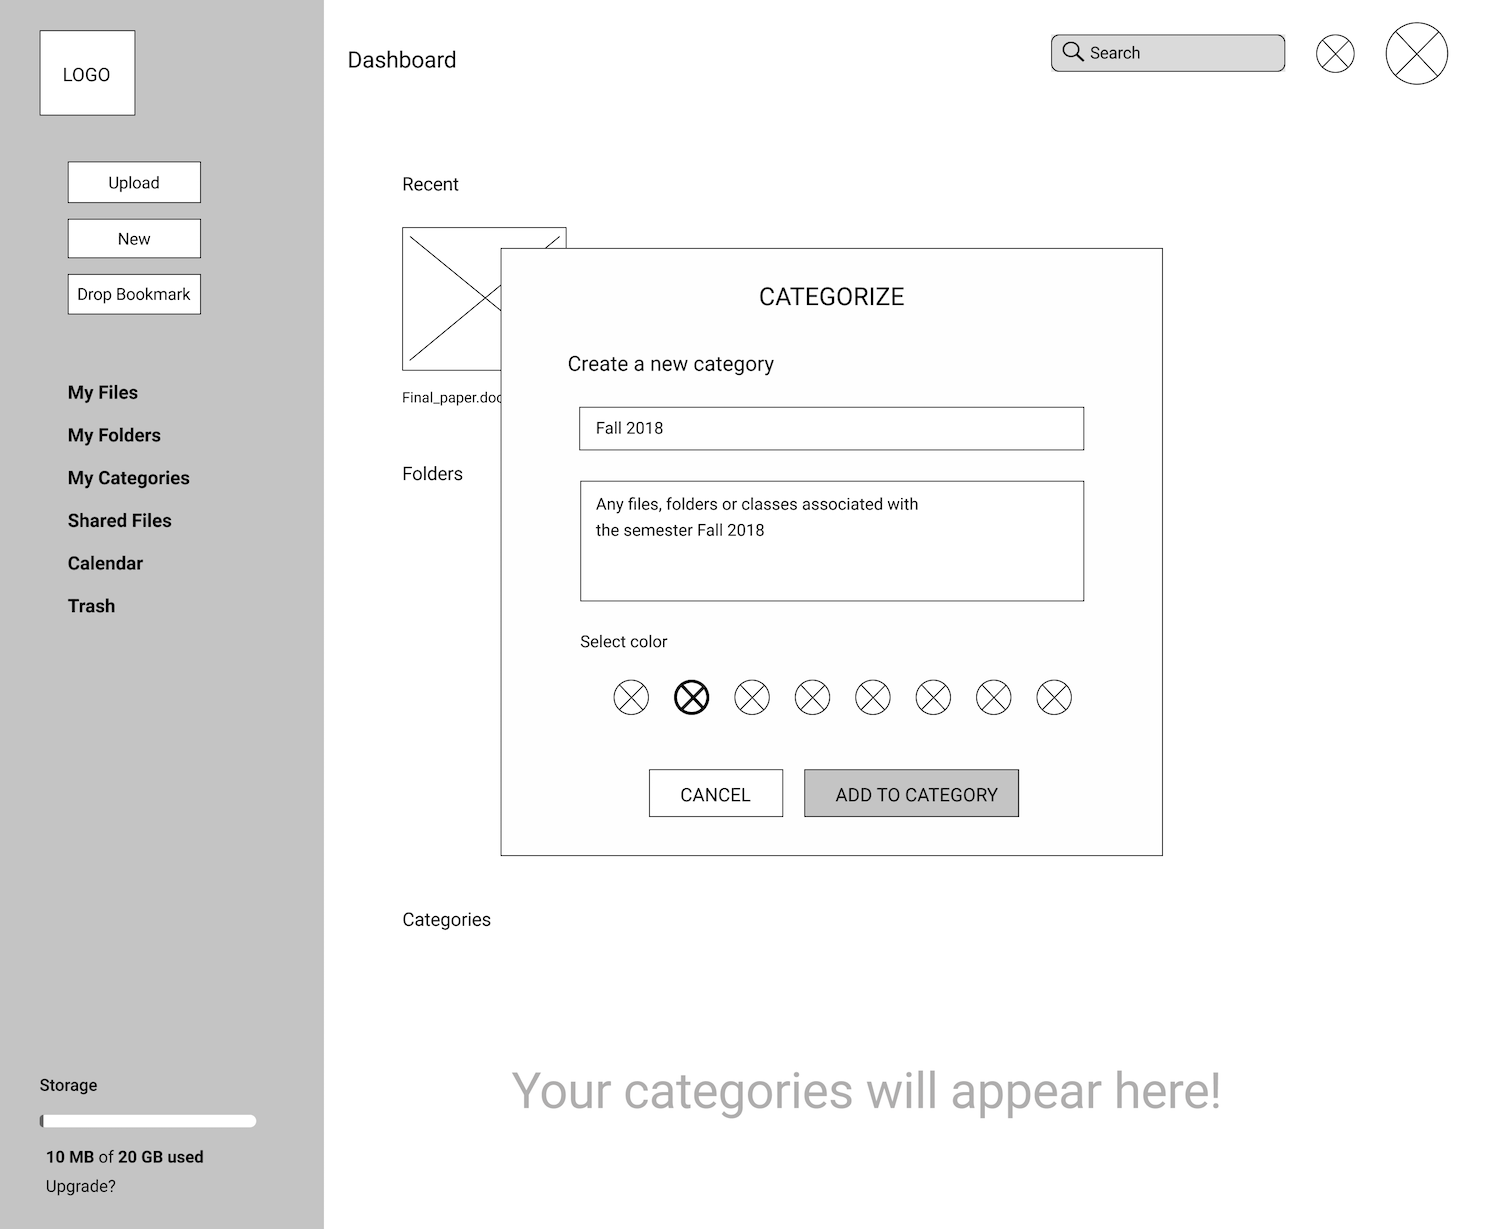 LOGO
Dashboard
Search
Upload
New
Drop Bookmark
My Files
My Folders
My Categories
Shared Files
Calendar
Trash
Storage
10 MB of 20 GB used
Upgrade?
Recent
Final_paper.doc
Folders
CATEGORIZE
Create a new category
Fall 2018
Any files, folders or classes associated with
the semester Fall 2018
Select color
CANCEL
ADD TO CATEGORY
Categories
Your categories will appear here!